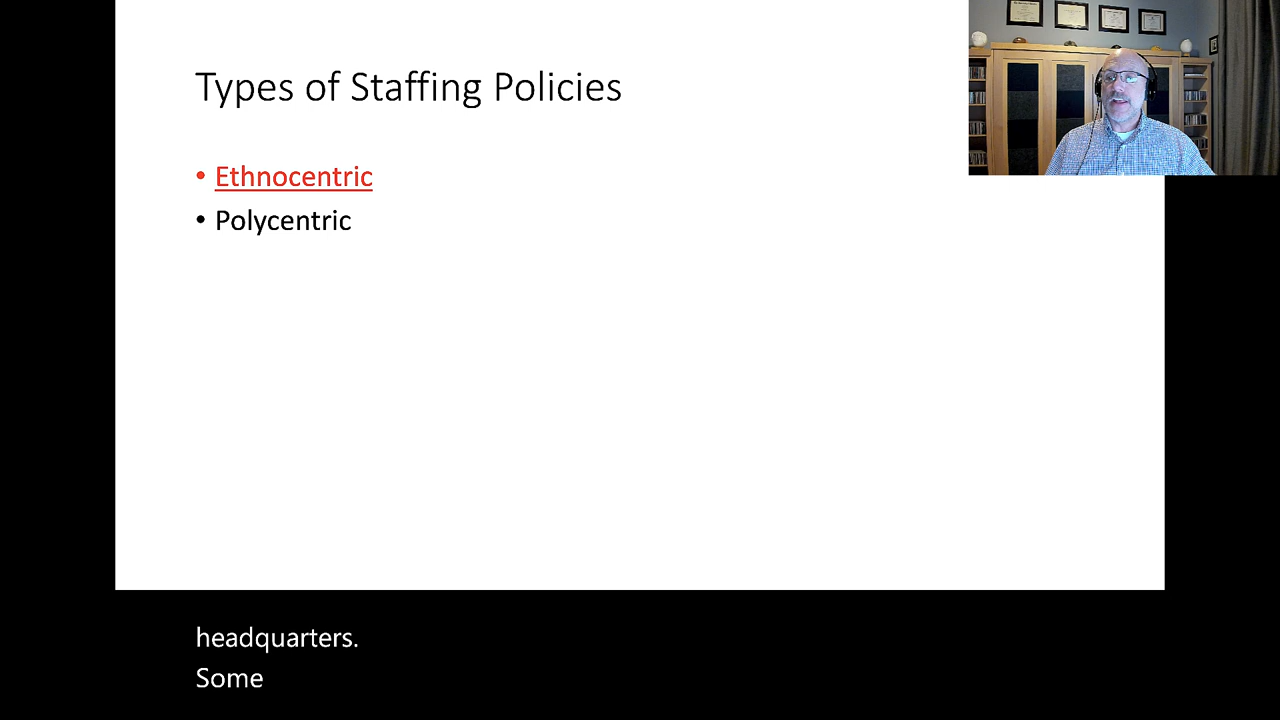 Types of Staffing Policies
• Ethnocentric
• Polycentric
headquarters.
Some